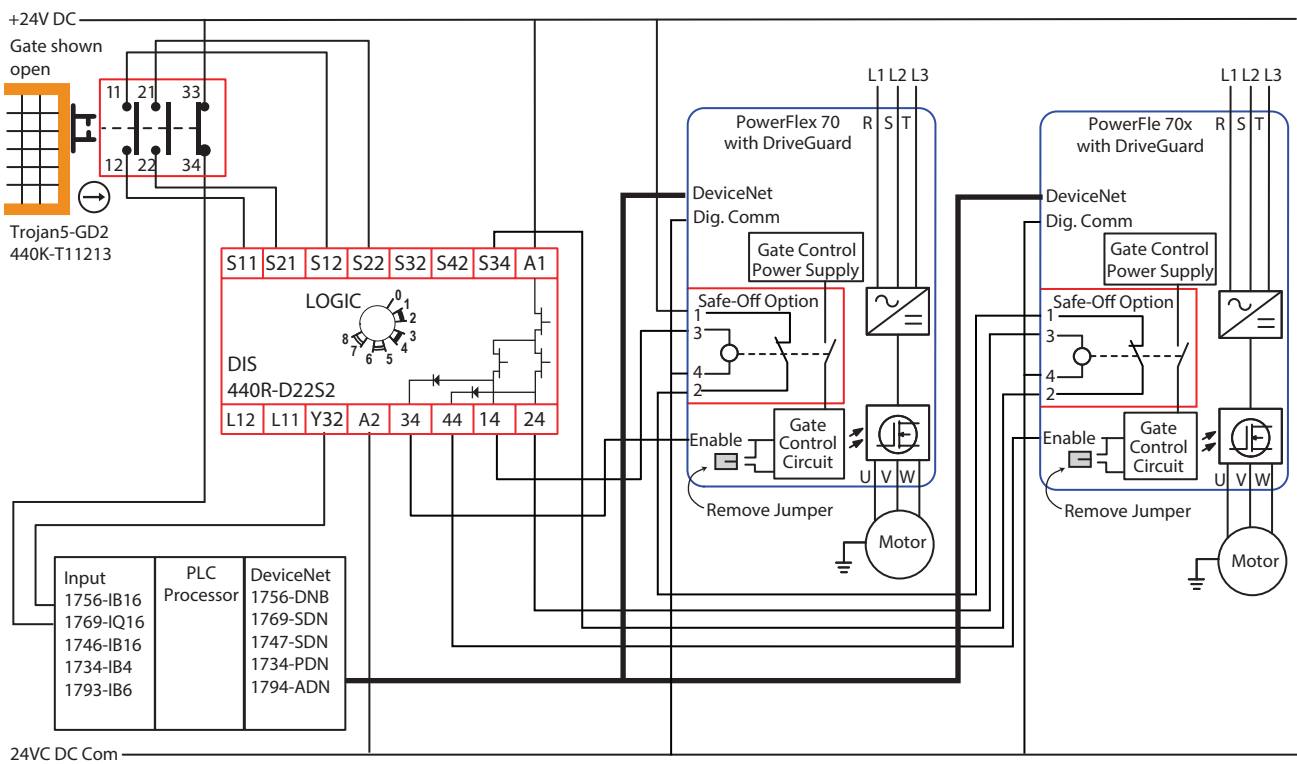 +24V DC
Gate shown
open
11 21 33
12 22 34
Trojan5-GD2
440K-T11213
S11 S21 S12 S22 S32 S42 S34 A1
LOGIC
0
1
2
3
4
5
6
7
8
DIS
440R-D22S2
L12 L11 Y32 A2 34 44 14 24
Input
1756-IB16
1769-IQ16
1746-IB16
1734-IB4
1793-IB6
PLC
Processor
DeviceNet
1756-DNB
1769-SDN
1747-SDN
1734-PDN
1794-ADN
24VC DC Com
L1 L2 L3
PowerFlex 70
with DriveGuard
R S T
DeviceNet
Dig. Comm
Gate Control
Power Supply
Safe-Off Option
1
3
4
2
Enable
Gate
Control
Circuit
U V W
Remove Jumper
Motor
L1 L2 L3
PowerFle 70x
with DriveGuard
R S T
DeviceNet
Dig. Comm
Gate Control
Power Supply
Safe-Off Option
1
3
4
2
Enable
Gate
Control
Circuit
U V W
Remove Jumper
Motor